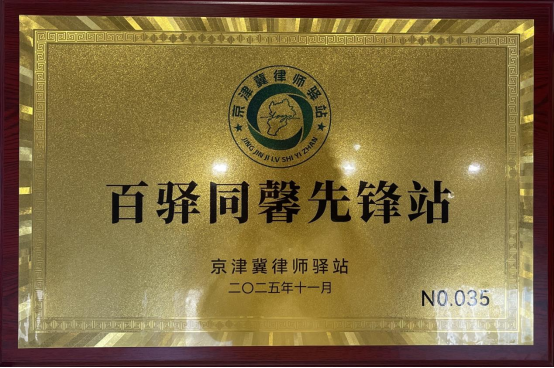 京津冀律师驿站
JING JIN JI LV SHI YI ZHAN
百驿同馨先锋站
京津冀律师驿站
二〇二五年十一月
NO.035